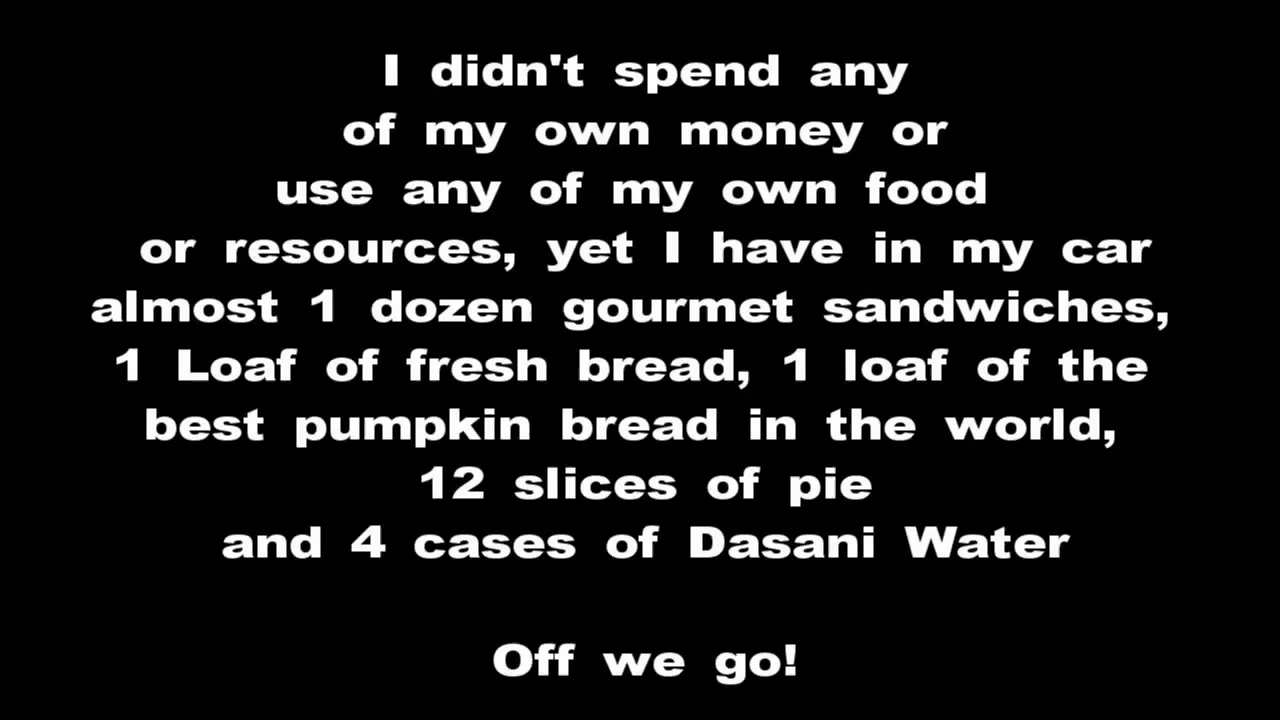 I didn't spend any
of my own money or
use any of my own food
or resources, yet I have in my car
almost 1 dozen gourmet sandwiches,
1 Loaf of fresh bread, 1 loaf of the
best pumpkin bread in the world,
12 slices of pie
and 4 cases of Dasani Water
Off we go!